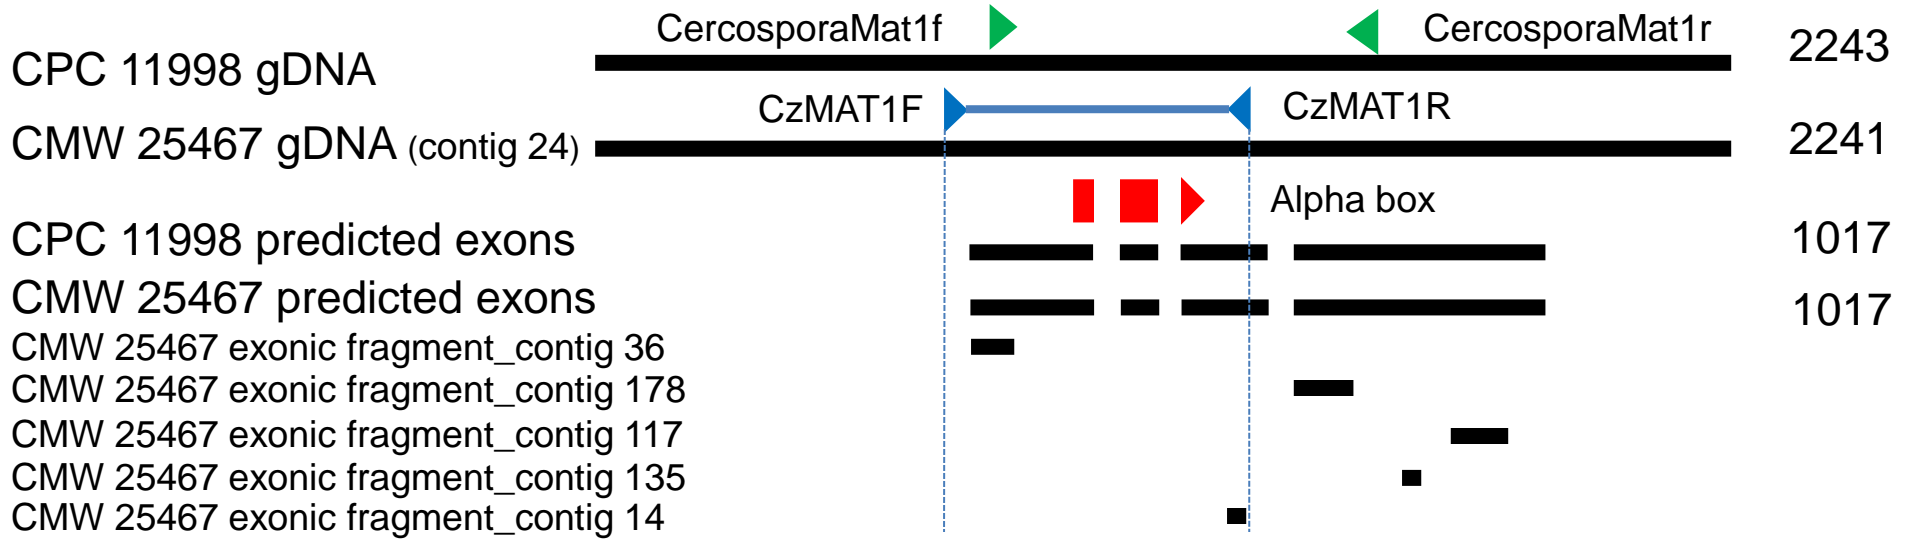 CercosporaMat1f CercosporaMat1r
CPC 11998 gDNA 2243
CzMAT1F CzMAT1R
CMW 25467 gDNA (contig 24) 2241
Alpha box
CPC 11998 predicted exons 1017
CMW 25467 predicted exons 1017
CMW 25467 exonic fragment_contig 36
CMW 25467 exonic fragment_contig 178
CMW 25467 exonic fragment_contig 117
CMW 25467 exonic fragment_contig 135
CMW 25467 exonic fragment_contig 14